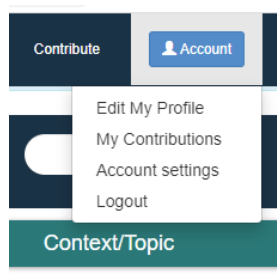 Contribute
Account
Edit My Profile
My Contributions
Account settings
Logout
Context/Topic